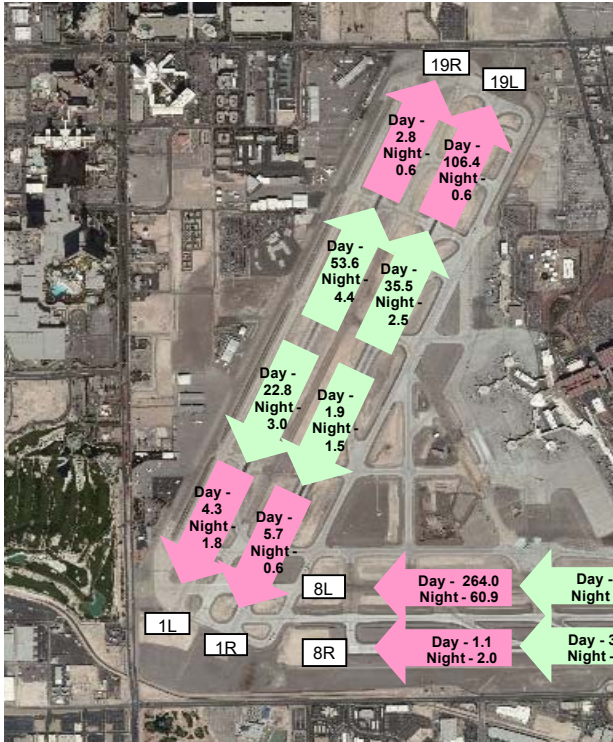 19R
19L
Day -
2.8
Night -
0.6
Day -
106.4
Night -
0.6
Day -
53.6
Night -
4.4
Day -
35.5
Night -
2.5
Day -
22.8
Night -
3.0
Day -
1.9
Night -
1.5
Day -
4.3
Night -
1.8
Day -
5.7
Night -
0.6
8L
Day - 264.0
Night - 60.9
Day -
Night
1L
1R
8R
Day - 1.1
Night - 2.0
Day - 3
Night -